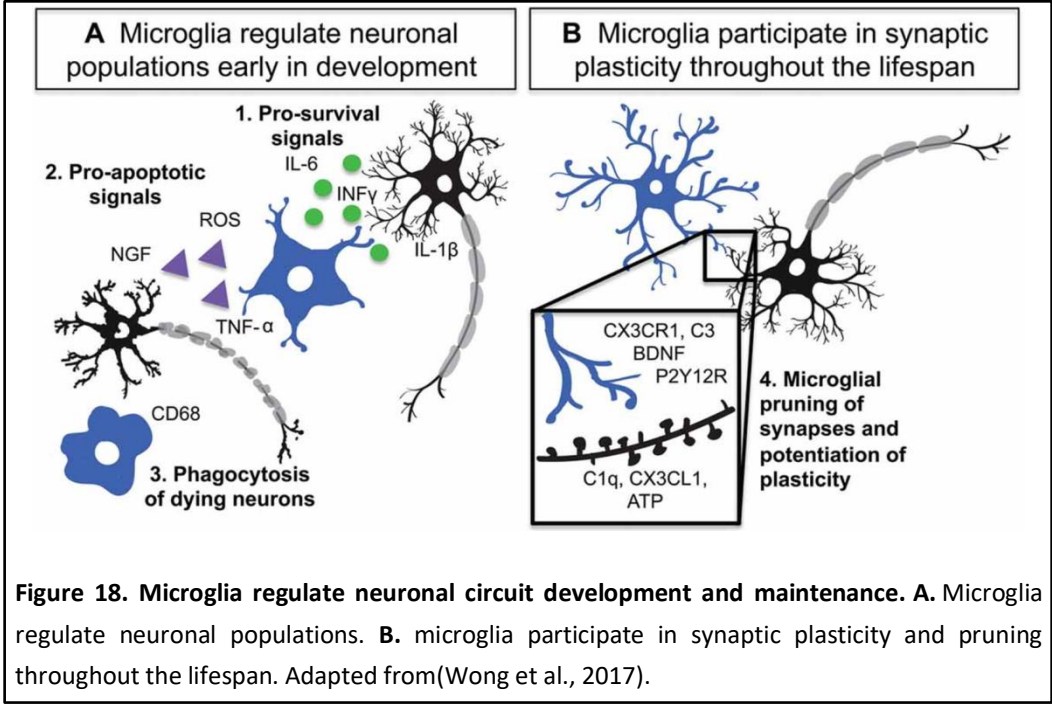 A Microglia regulate neuronal
populations early in development
B Microglia participate in synaptic
plasticity throughout the lifespan
1. Pro-survival
signals
IL-6
INFγ
IL-1β
2. Pro-apoptotic
signals
ROS
NGF
TNF-α
CD68
3. Phagocytosis
of dying neurons
CX3CR1, C3
BDNF
P2Y12R
C1q, CX3CL1,
ATP
4. Microglial
pruning of
synapses and
potentiation of
plasticity
Figure 18. Microglia regulate neuronal circuit development and maintenance. A. Microglia
regulate neuronal populations. B. microglia participate in synaptic plasticity and pruning
throughout the lifespan. Adapted from(Wong et al., 2017).